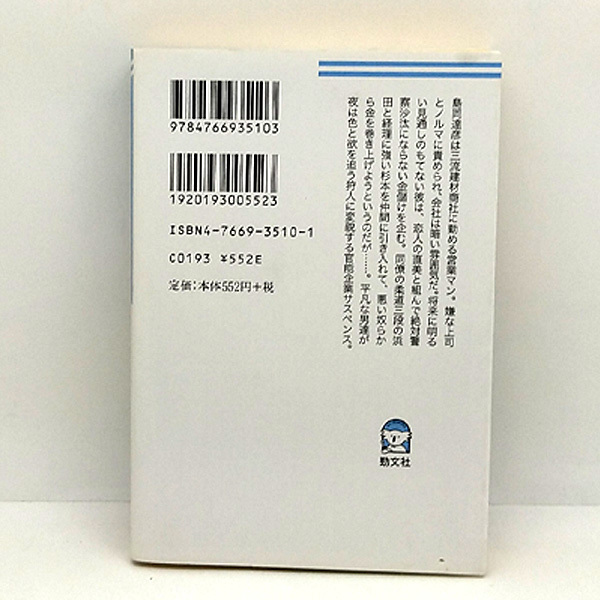 9784766935103
1920193005523
ISBN4-7669-3510-1
C0193 ¥552E
定価:本体552円+税
島岡達彦は三流建材商社に勤める営業マン。嫌な上司
とノルマに責められ、会社は暗い雰囲気だ。将来に明る
い見通しのもてない彼は、恋人の直美と組んで絶対警
察沙汰にならない金儲けを企む。同僚の柔道三段の浜
田と経理に強い杉本を仲間に引き入れて、悪い奴らか
ら金を巻き上げようというのだが……。平凡な男達が
夜は色と欲を追う狩人に変貌する官能企業サスペンス。
勁文社